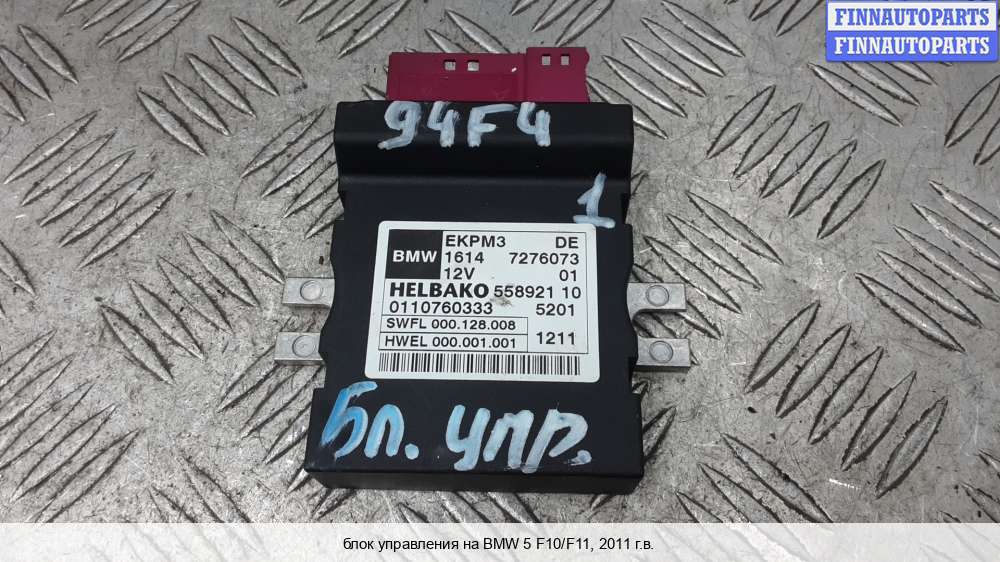 FINNAUTOPARTS
FINNAUTOPARTS
94F4
1
BMW
EKPM3 DE
1614 7276073
12V 01
HELBAKO 558921 10
0110760333 5201
SWFL 000.128.008
HWEL 000.001.001
1211
Бл. упр.
блок управления на BMW 5 F10/F11, 2011 г.в.